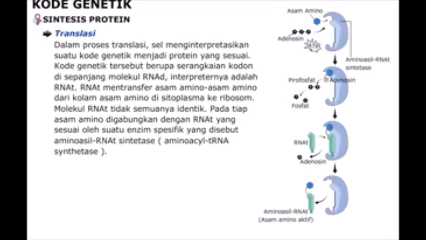 KODE GENETIK
SINTESIS PROTEIN
Translasi
Dalam proses translasi, sel menginterpretasikan
suatu kode genetik menjadi protein yang sesuai.
Kode genetik tersebut berupa serangkaian kodon
di sepanjang molekul RNAd, interpreternya adalah
RNAt. RNAt mentransfer asam amino-asam amino
dari kolam asam amino di sitoplasma ke ribosom.
Molekul RNAt tidak semuanya identik. Pada tiap
asam amino digabungkan dengan RNAt yang
sesuai oleh suatu enzim spesifik yang disebut
aminoasil-RNAt sintetase ( aminoacyl-tRNA
synthetase ).
Asam Amino
Adenosin
ATP
Aminoasil-RNAt
sintetase
Pirofosfat
Adenosin
Fosfat
RNAt
Adenosin
Aminoasil-RNAt
(Asam amino aktif)